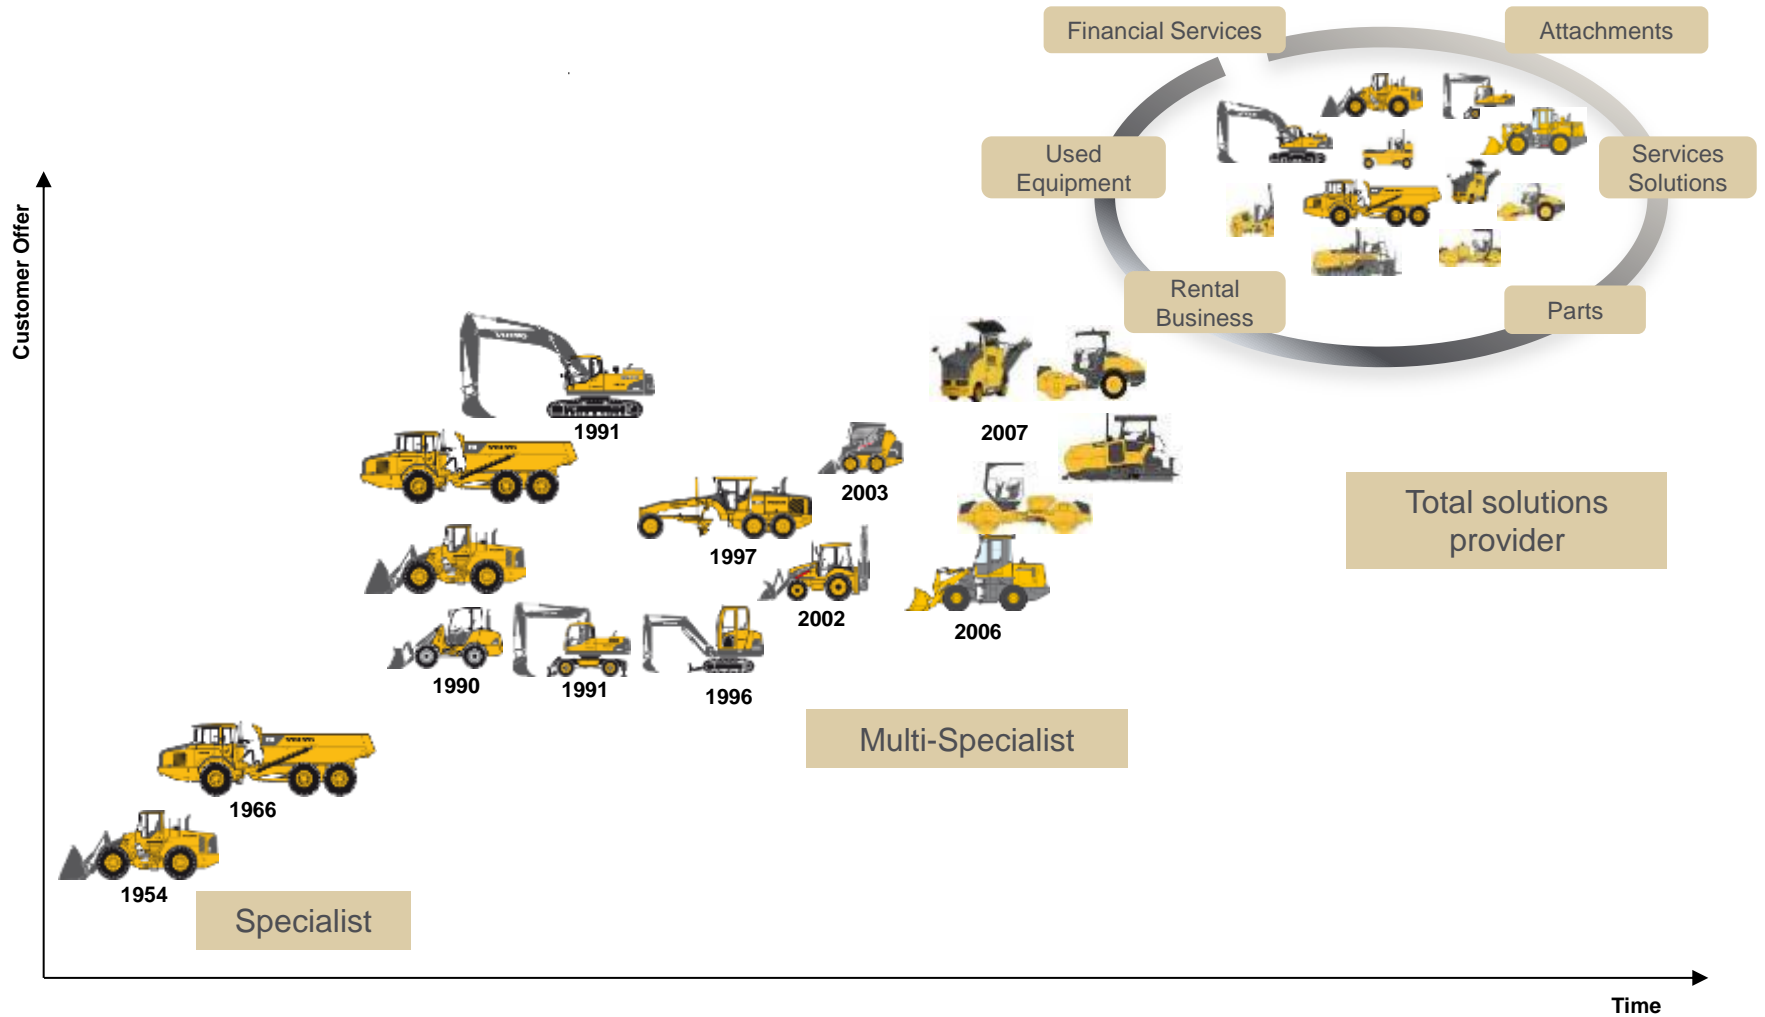 Financial Services
Attachments
Used
Equipment
Services
Solutions
Rental
Business
Parts
Customer Offer
1991
2007
2003
1997
2002
2006
1990
1991
1996
Total solutions
provider
Multi-Specialist
1966
1954
Specialist
Time